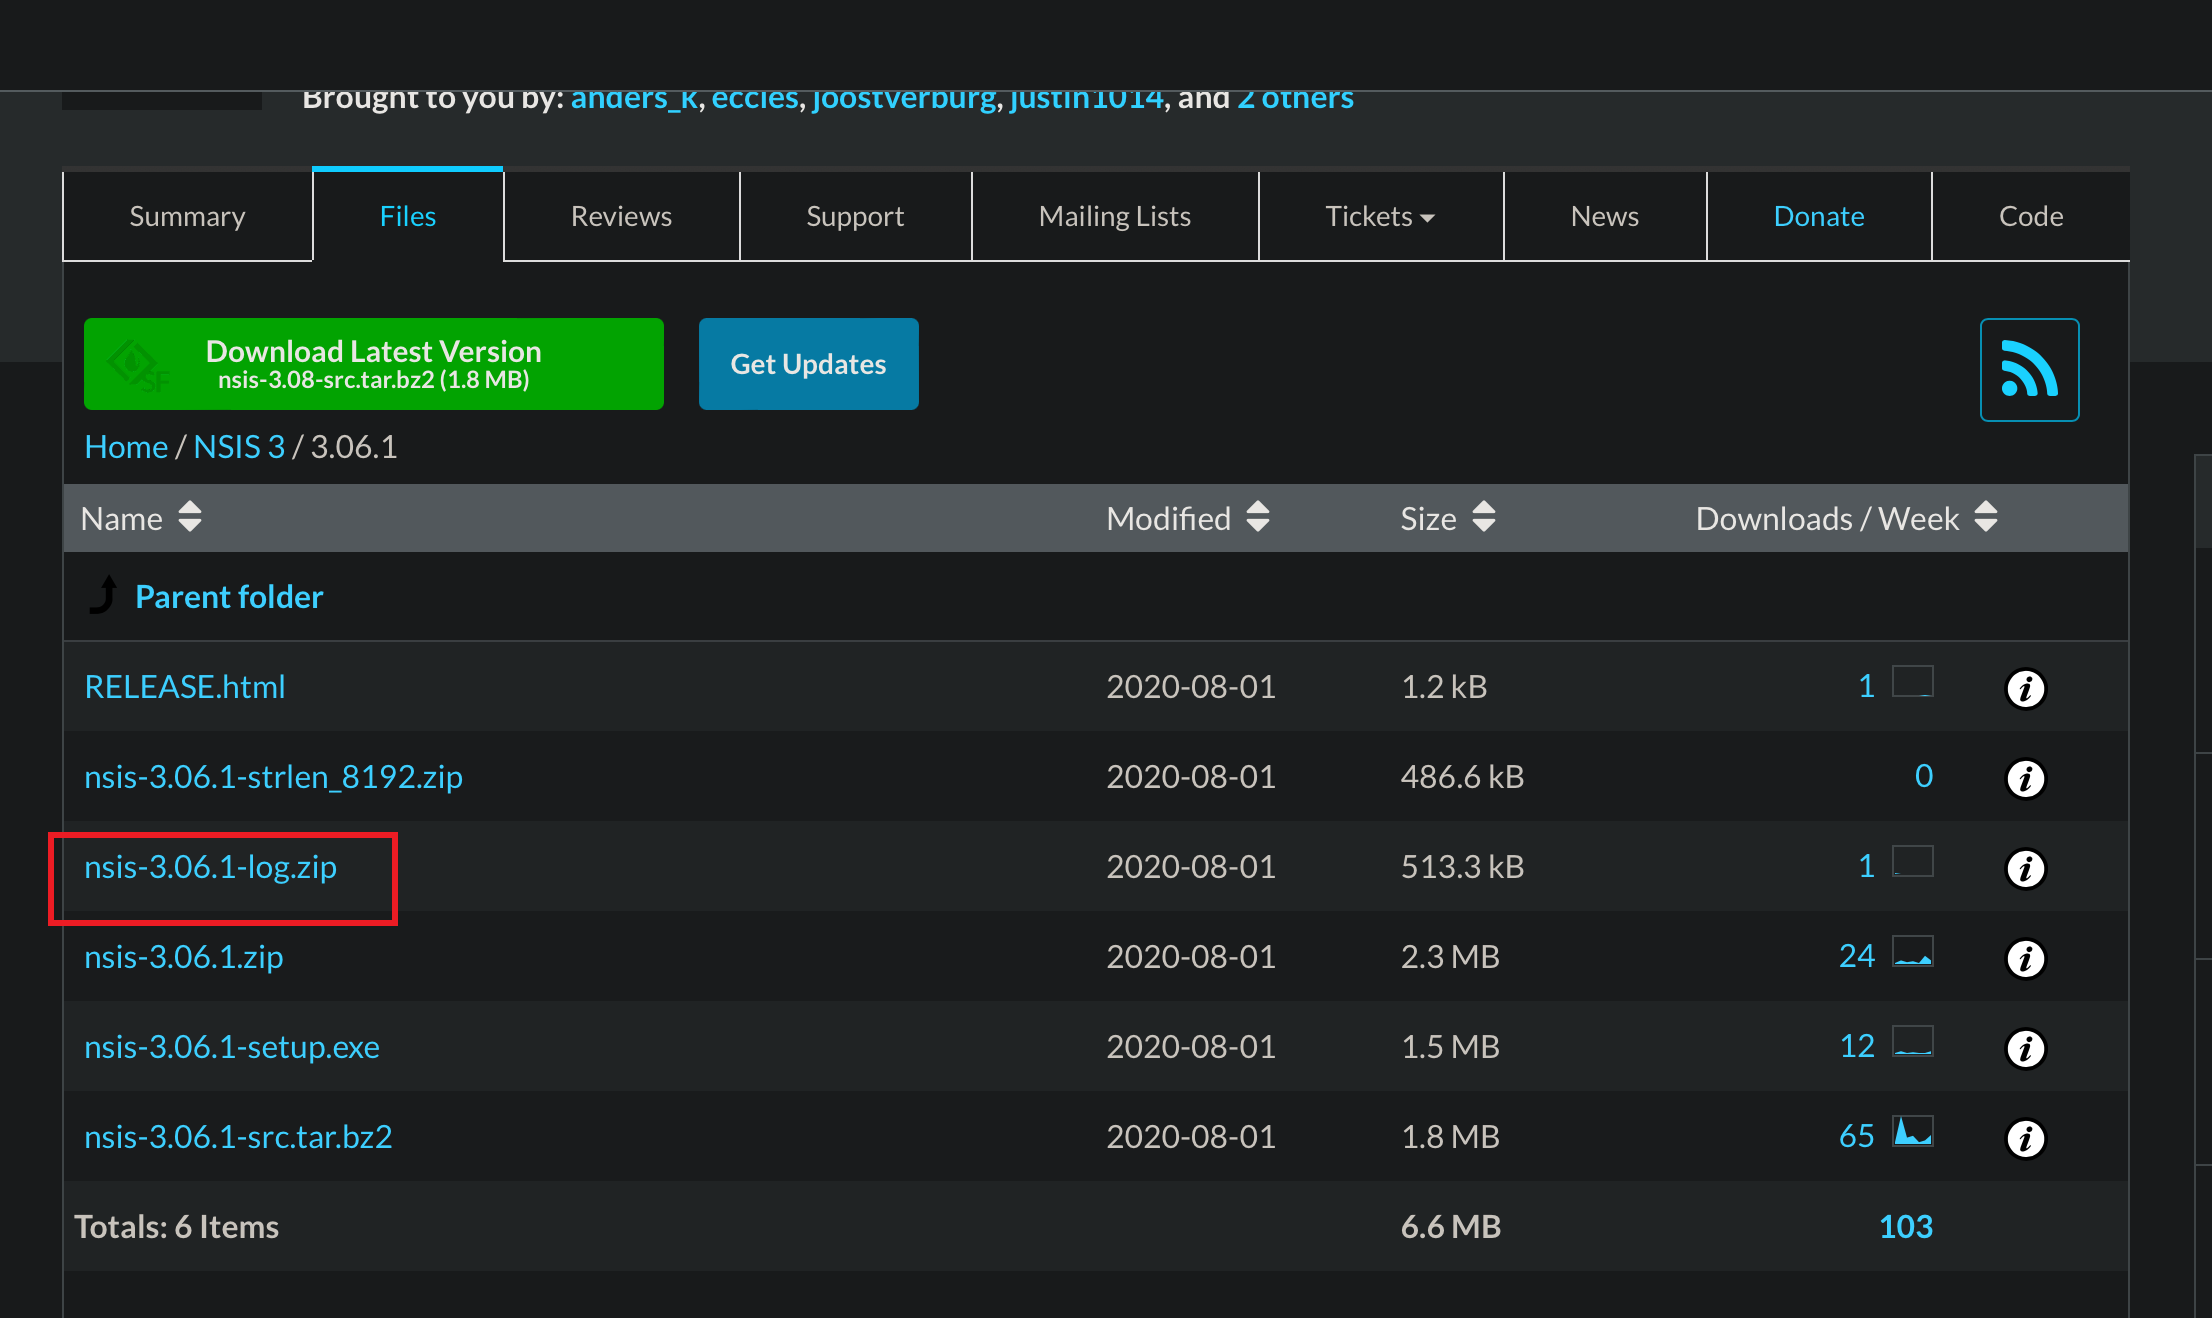 Brought to you by: anders_k, eccles, joostverburg, justin1014, and 2 others
Summary Files Reviews Support Mailing Lists Tickets News Donate Code
Download Latest Version
nsis-3.08-src.tar.bz2 (1.8 MB)
SF
Get Updates
Home / NSIS 3 / 3.06.1
Name Modified Size Downloads / Week
Parent folder
RELEASE.html 2020-08-01 1.2 kB 1
nsis-3.06.1-strlen_8192.zip 2020-08-01 486.6 kB 0
nsis-3.06.1-log.zip 2020-08-01 513.3 kB 1
nsis-3.06.1.zip 2020-08-01 2.3 MB 24
nsis-3.06.1-setup.exe 2020-08-01 1.5 MB 12
nsis-3.06.1-src.tar.bz2 2020-08-01 1.8 MB 65
Totals: 6 Items 6.6 MB 103